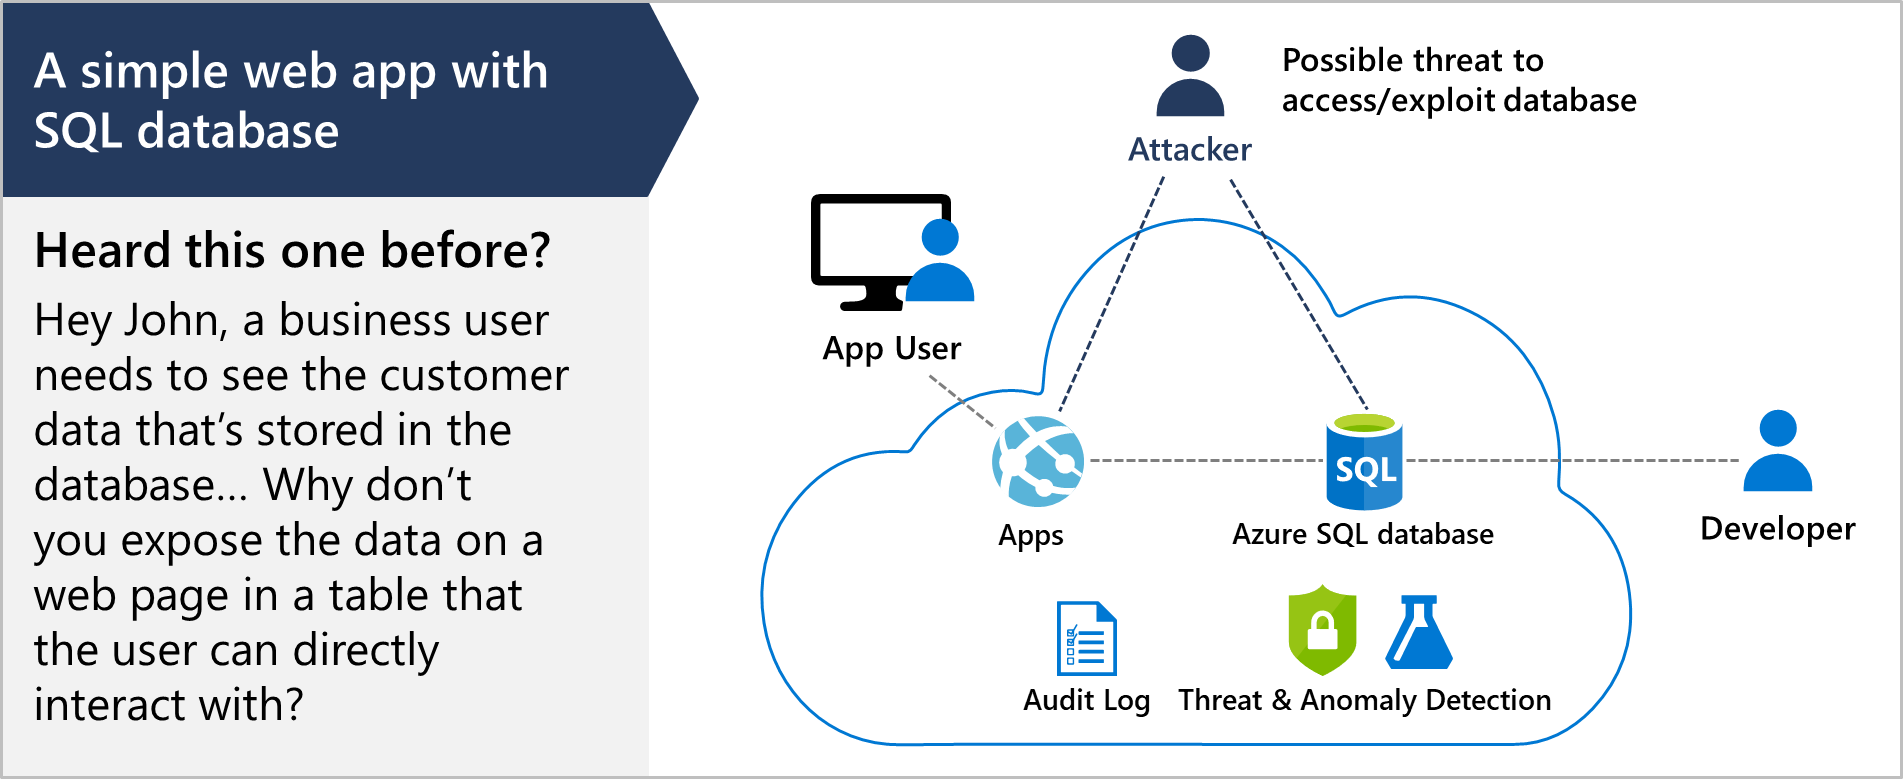 A simple web app with
SQL database
Heard this one before?
Hey John, a business user
needs to see the customer
data that’s stored in the
database... Why don’t
you expose the data on a
web page in a table that
the user can directly
interact with?
Possible threat to
access/exploit database
Attacker
App User
SQL
Apps
Azure SQL database
Developer
Audit Log
Threat & Anomaly Detection